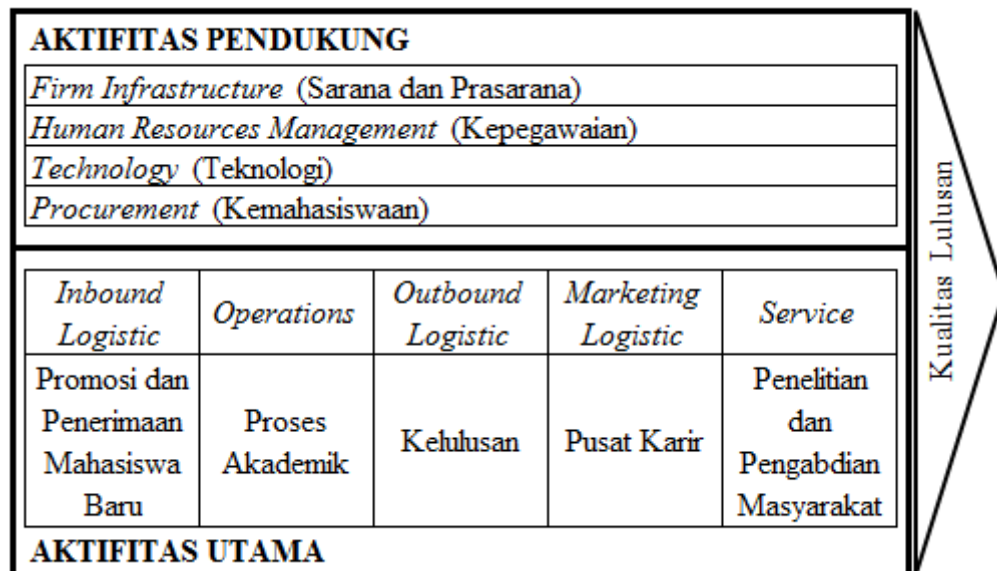 AKTIFITAS PENDUKUNG
Firm Infrastructure (Sarana dan Prasarana)
Human Resources Management (Kepegawaian)
Technology (Teknologi)
Procurement (Kemahasiswaan)
Inbound
Logistic
Operations
Outbound
Logistic
Marketing
Logistic
Service
Promosi dan
Penerimaan
Mahasiswa
Baru
Proses
Akademik
Kelulusan
Pusat Karir
Penelitian
dan
Pengabdian
Masyarakat
AKTIFITAS UTAMA
Kualitas Lulusan